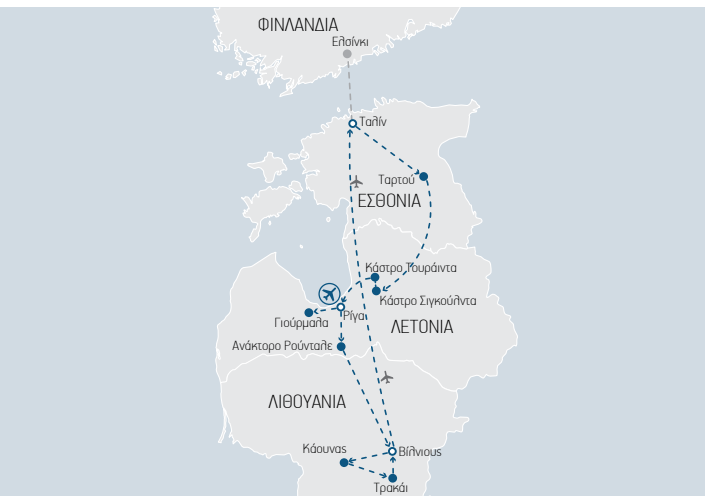 ΦΙΝΛΑΝΔΙΑ
Ελσίνκι
Ταλίν
Ταρτού
ΕΣΘΟΝΙΑ
Κάστρο Τουράιντα
Κάστρο Σιγκούλντα
Ρίγα
Γιούρμαλα
ΛΕΤΟΝΙΑ
Ανάκτορο Ρούνταλε
ΛΙΘΟΥΑΝΙΑ
Κάουνας
Βίλνιους
Τρακάι